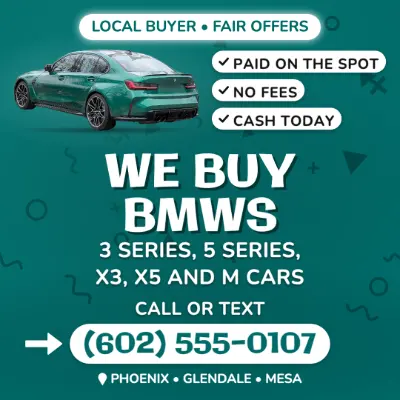 LOCAL BUYER • FAIR OFFERS
PAID ON THE SPOT
NO FEES
CASH TODAY
WE BUY
BMWS
3 SERIES, 5 SERIES,
X3, X5 AND M CARS
CALL OR TEXT
(602) 555-0107
PHOENIX • GLENDALE • MESA